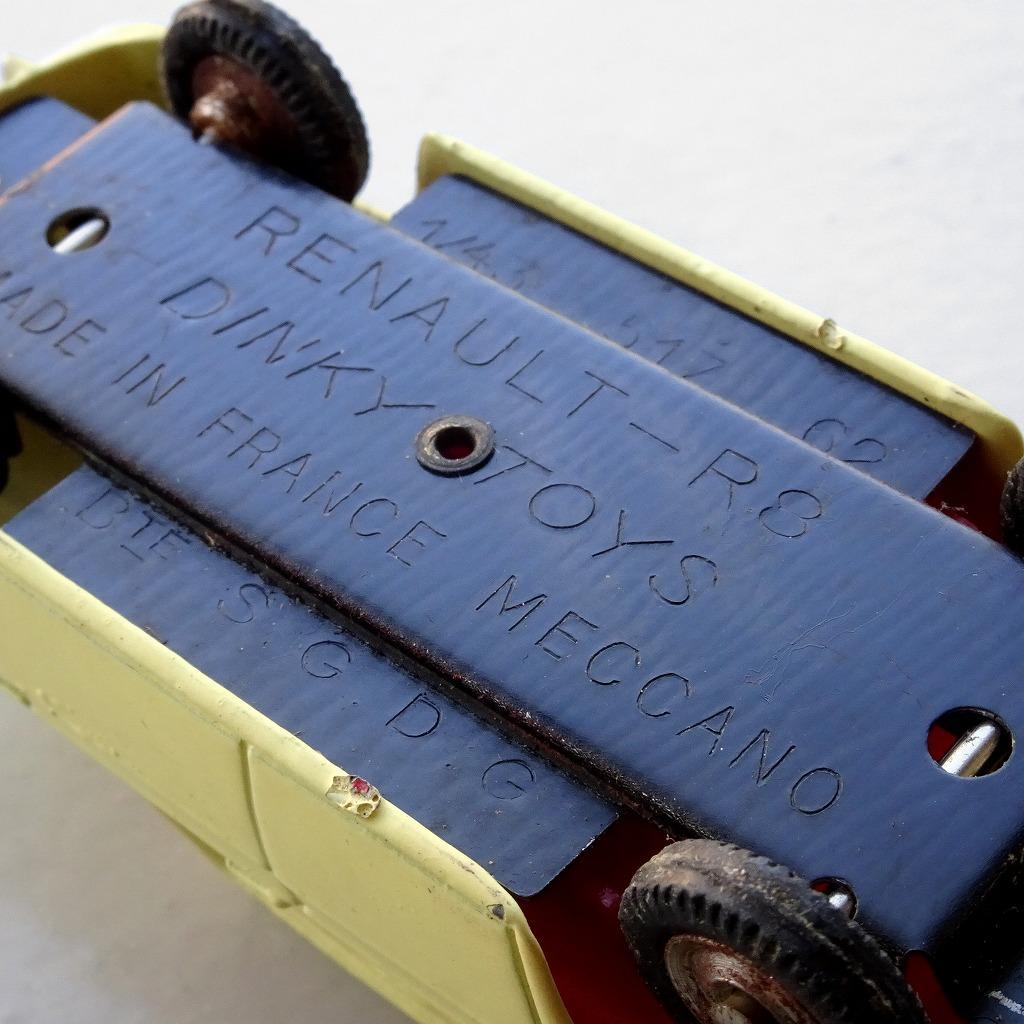 1/43 517 62
RENAULT-R8
DINKY TOYS
MADE IN FRANCE MECCANO
BTE S. G. D. G